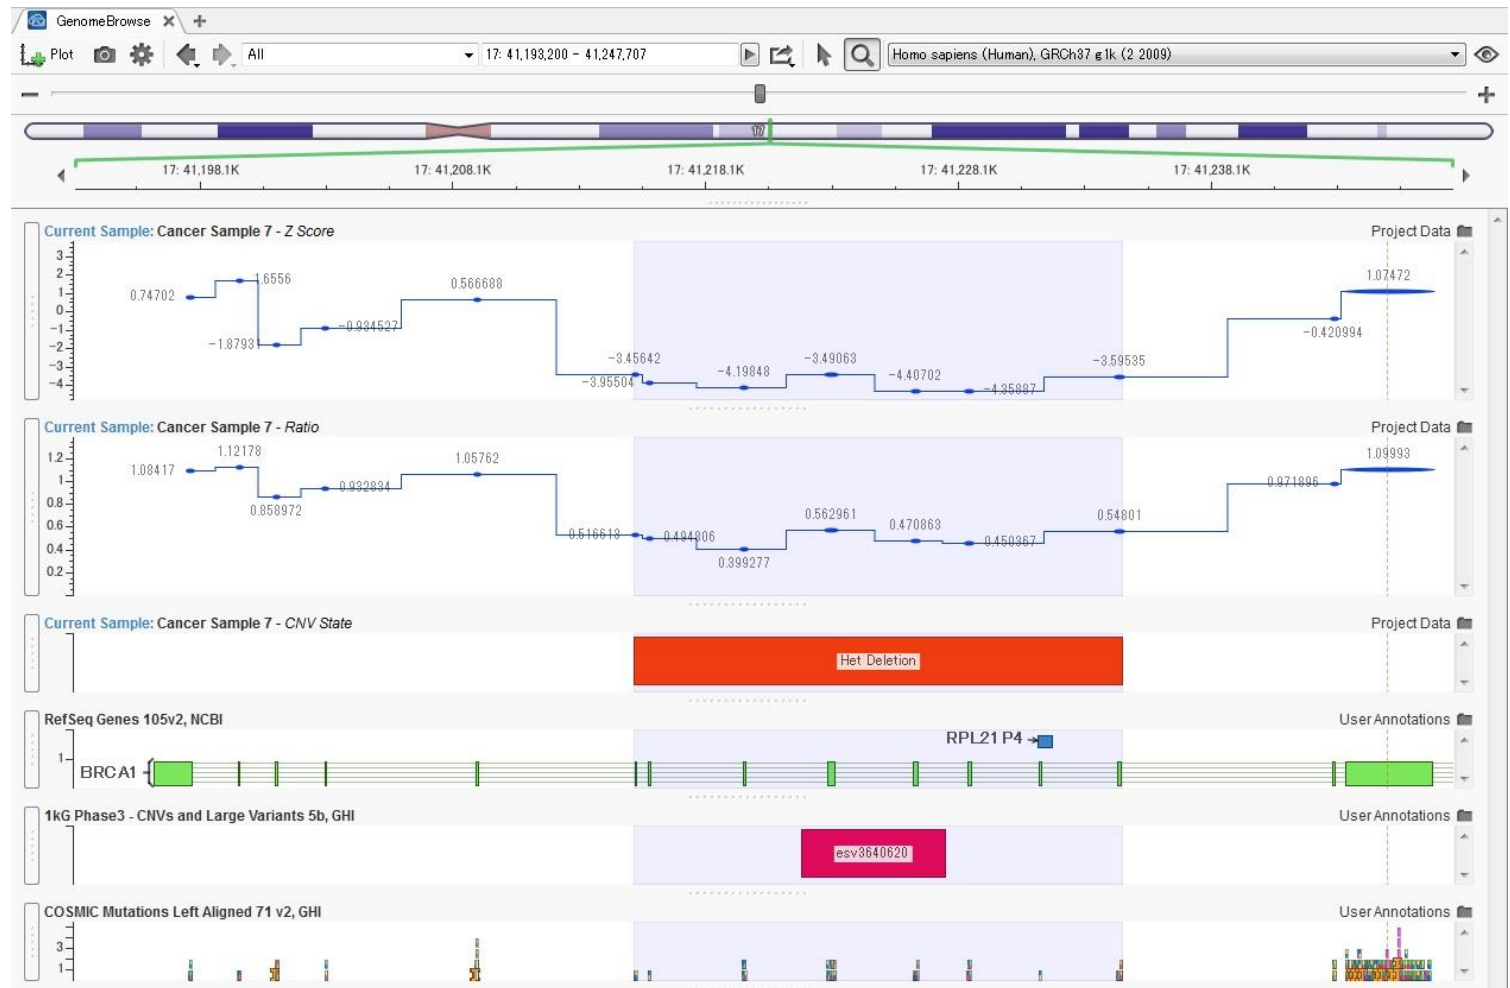 GenomeBrowse
Plot All 17: 41,193,200 - 41,247,707 Homo sapiens (Human), GRCh37 g1k (2 2009)
17
17: 41,198.1K 17: 41,208.1K 17: 41,218.1K 17: 41,228.1K 17: 41,238.1K
Current Sample: Cancer Sample 7 - Z Score Project Data
3
2
1
0
-1
-2
-3
-4
0.74702 1.6556 -1.87931 -0.934527 0.566688 -3.45642 -3.95504 -4.19848 -3.49063 -4.40702 -4.35887 -3.59535 -0.420994 1.07472
Current Sample: Cancer Sample 7 - Ratio Project Data
1.2
1
0.8
0.6
0.4
0.2
1.08417 1.12178 0.858972 0.932834 1.05762 0.516613 0.494306 0.399277 0.562961 0.470863 0.450367 0.54801 0.971896 1.09993
Current Sample: Cancer Sample 7 - CNV State Project Data
Het Deletion
RefSeq Genes 105v2, NCBI User Annotations
RPL21P4
1
BRCA1
1kG Phase3 - CNVs and Large Variants 5b, GHI User Annotations
esv3640620
COSMIC Mutations Left Aligned 71 v2, GHI User Annotations
3
1